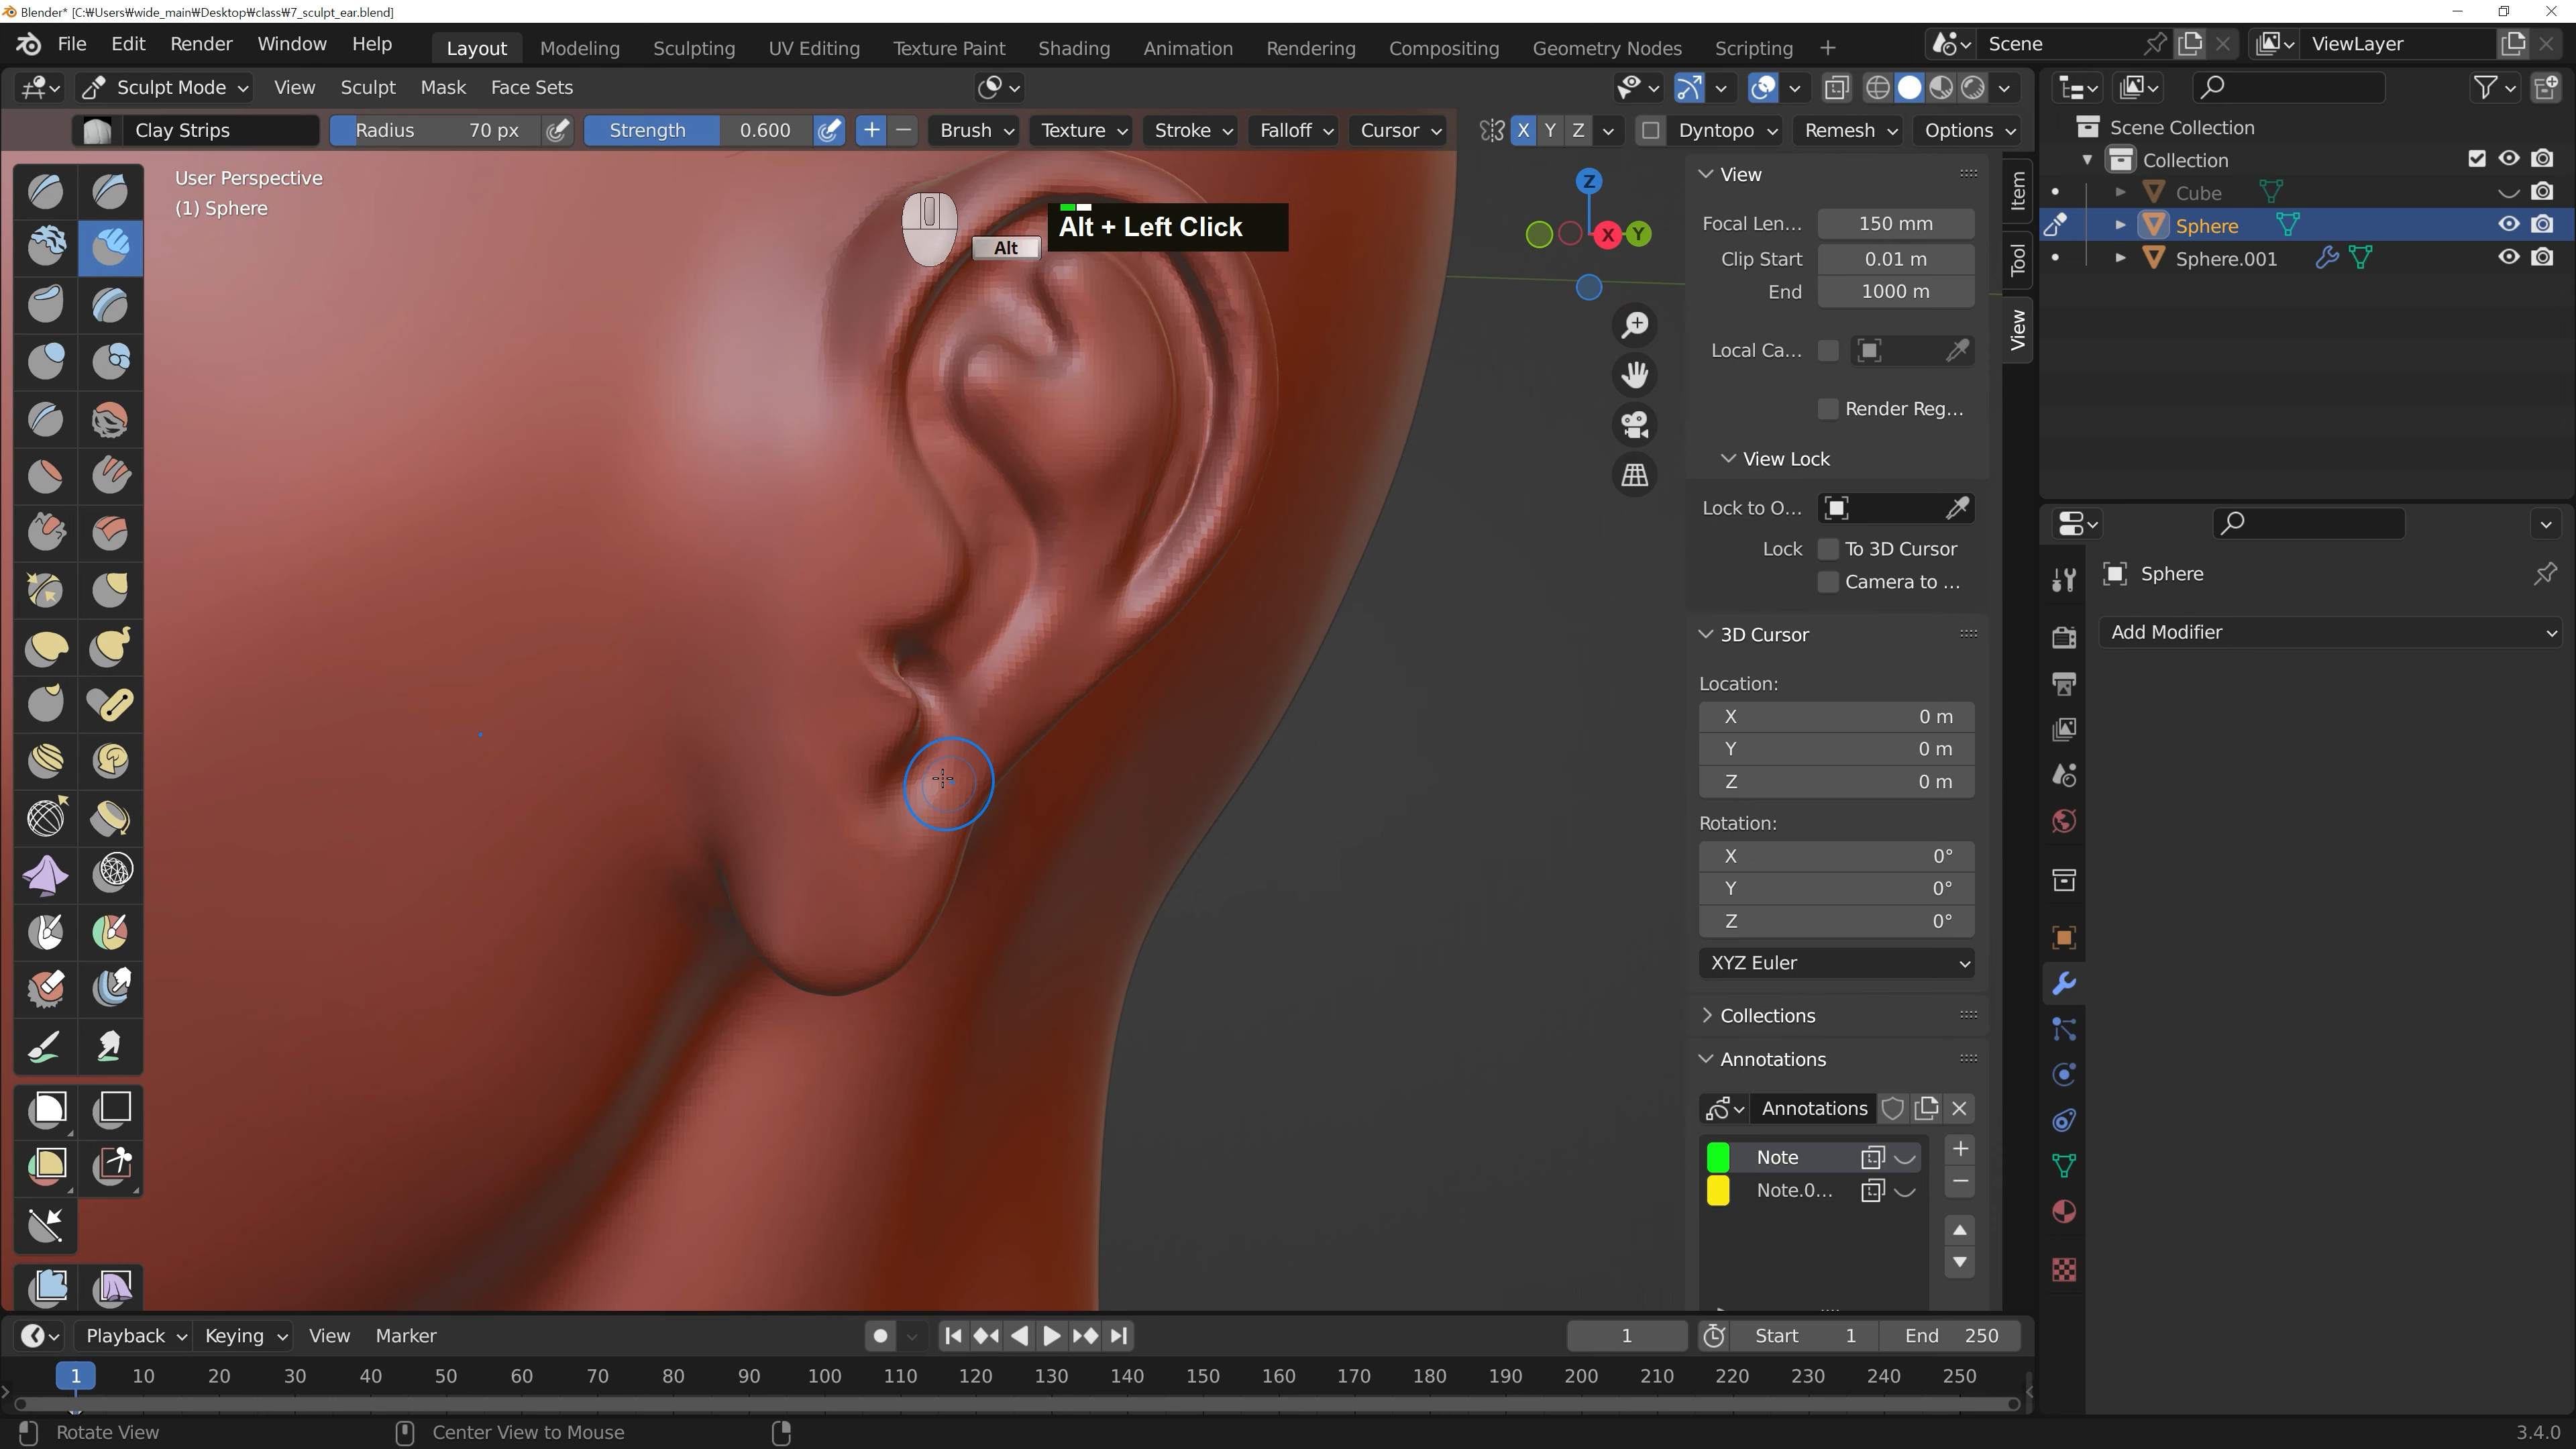 Blender* [C:₩Users₩wide_main₩Desktop₩class₩7_sculpt_ear.blend]
File Edit Render Window Help Layout Modeling Sculpting UV Editing Texture Paint Shading Animation Rendering Compositing Geometry Nodes Scripting + Scene ViewLayer
Sculpt Mode View Sculpt Mask Face Sets
Clay Strips Radius 70 px Strength 0.600 + − Brush Texture Stroke Falloff Cursor X Y Z Dyntopo Remesh Options
User Perspective
(1) Sphere
Alt + Left Click
Alt
Z
X Y
View
Focal Len... 150 mm
Clip Start 0.01 m
End 1000 m
Local Ca...
Render Reg...
View Lock
Lock to O...
Lock To 3D Cursor
Camera to ...
3D Cursor
Location:
X 0 m
Y 0 m
Z 0 m
Rotation:
X 0°
Y 0°
Z 0°
XYZ Euler
Collections
Annotations
Annotations
Note
Note.0...
Item
Tool
View
Scene Collection
Collection
Cube
Sphere
Sphere.001
Sphere
Add Modifier
Playback Keying View Marker 1 Start 1 End 250
1 10 20 30 40 50 60 70 80 90 100 110 120 130 140 150 160 170 180 190 200 210 220 230 240 250
Rotate View Center View to Mouse 3.4.0